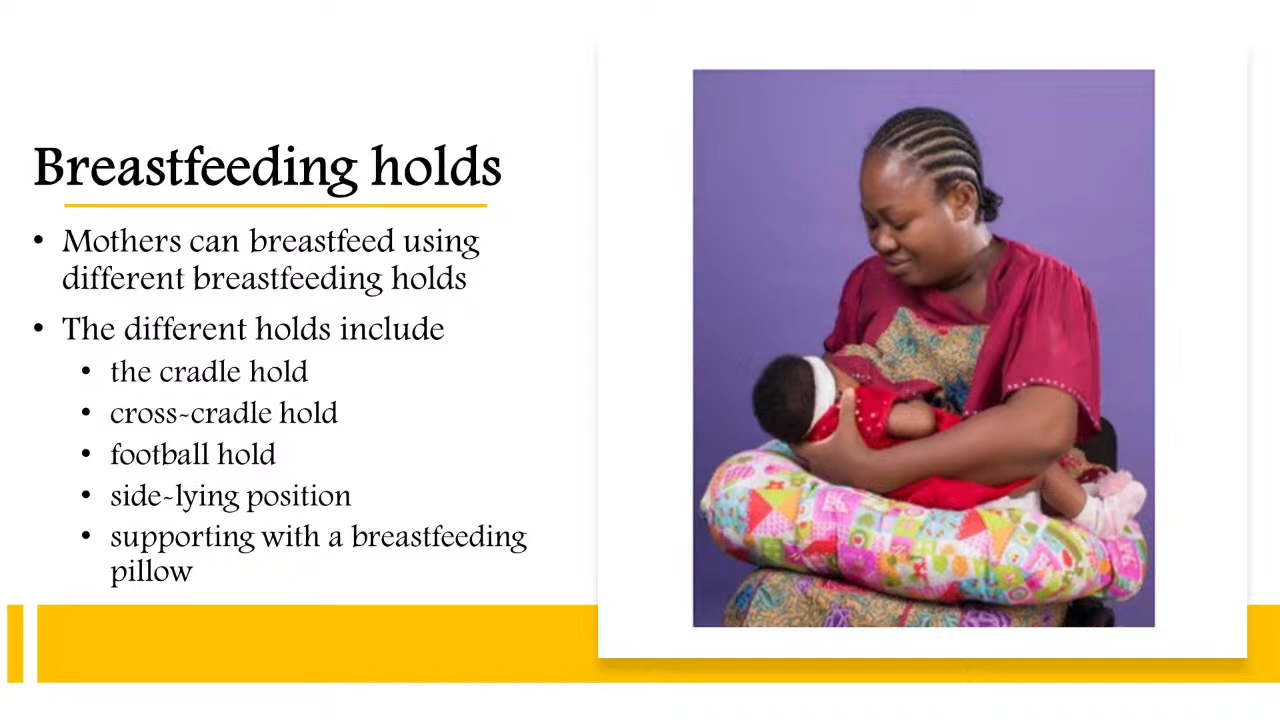 Breastfeeding holds
• Mothers can breastfeed using
different breastfeeding holds
• The different holds include
• the cradle hold
• cross-cradle hold
• football hold
• side-lying position
• supporting with a breastfeeding
pillow